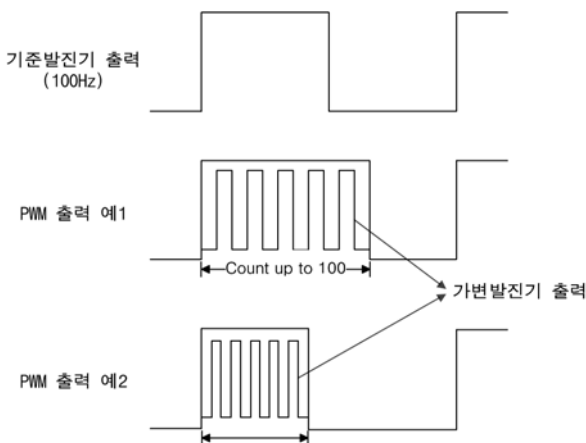 기준발진기 출력
(100Hz)
PWM 출력 예1
Count up to 100
가변발진기 출력
PWM 출력 예2